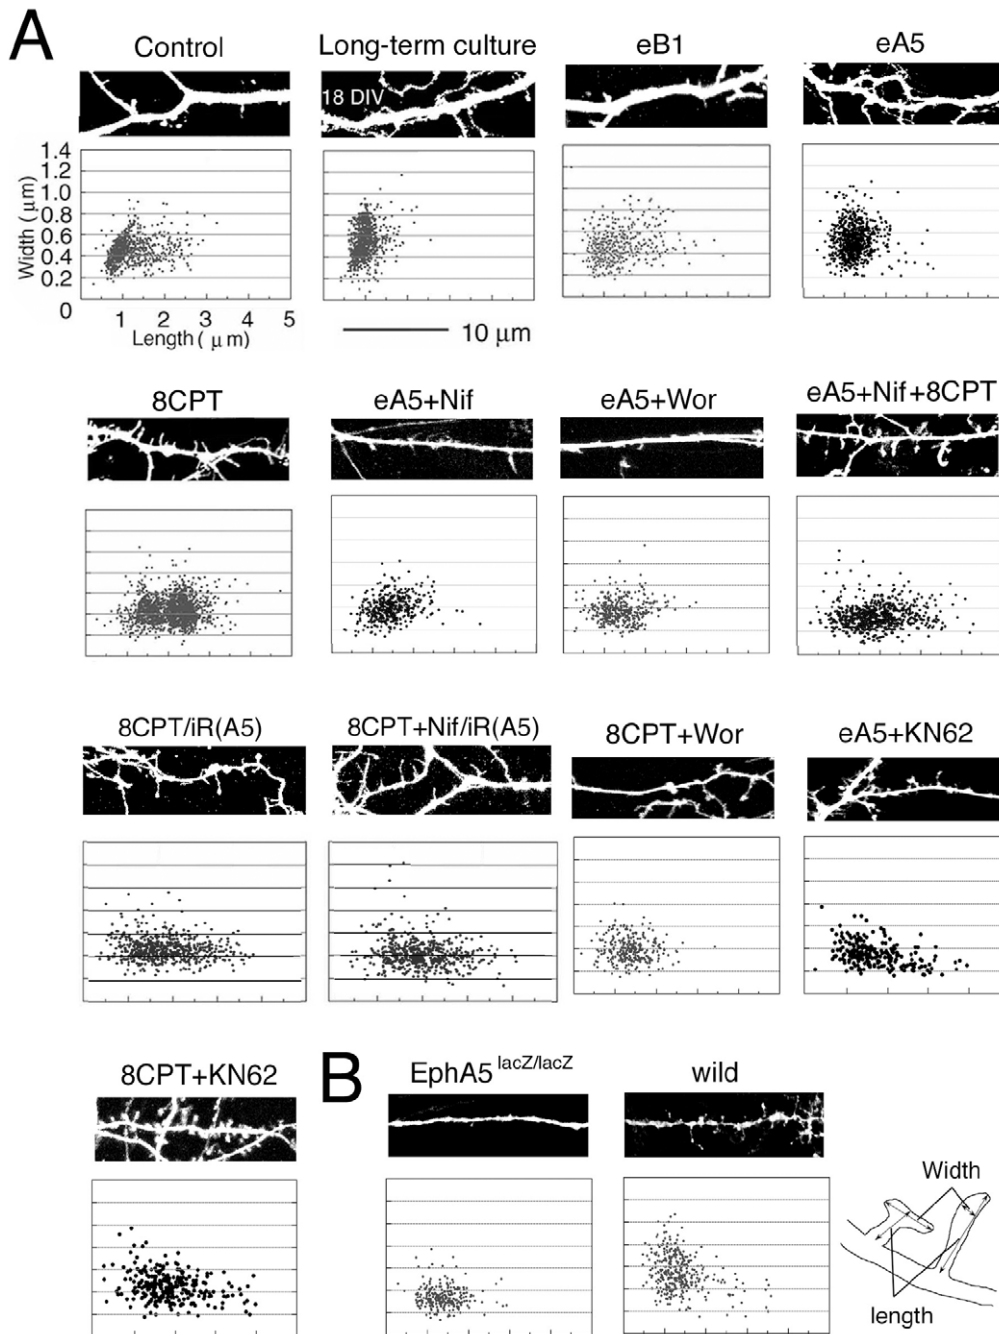 A
Control
Long-term culture
eB1
eA5
18 DIV
1.4
1.2
1.0
0.8
0.6
0.4
0.2
0
Width (μm)
1 2 3 4 5
Length ( μ m)
10 μm
8CPT
eA5+Nif
eA5+Wor
eA5+Nif+8CPT
8CPT/iR(A5)
8CPT+Nif/iR(A5)
8CPT+Wor
eA5+KN62
8CPT+KN62
B
EphA5 lacZ/lacZ
wild
Width
length